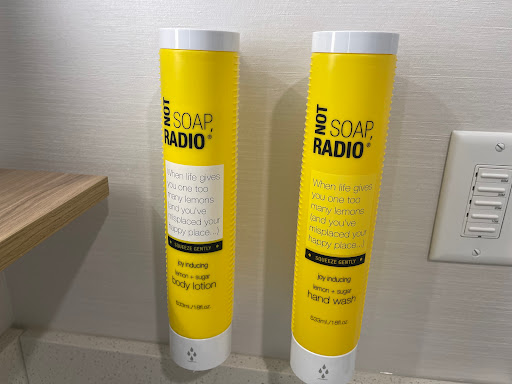 NOT
SOAP,
RADIO®
When life gives
you one too
many lemons
(and you've
misplaced your
happy place...)
SQUEEZE GENTLY
joy inducing
lemon + sugar
body lotion
NOT
SOAP,
RADIO®
When life gives
you one too
many lemons
(and you've
misplaced your
happy place...)
SQUEEZE GENTLY
joy inducing
lemon + sugar
hand wash